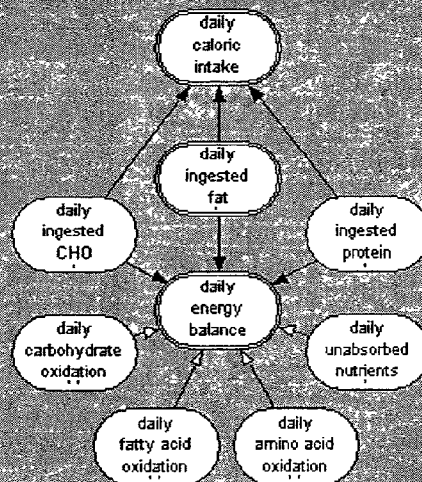 daily
caloric
intake
daily
ingested
fat
daily
ingested
CHO
daily
ingested
protein
daily
energy
balance
daily
carbohydrate
oxidation
daily
unabsorbed
nutrients
daily
fatty acid
oxidation
daily
amino acid
oxidation